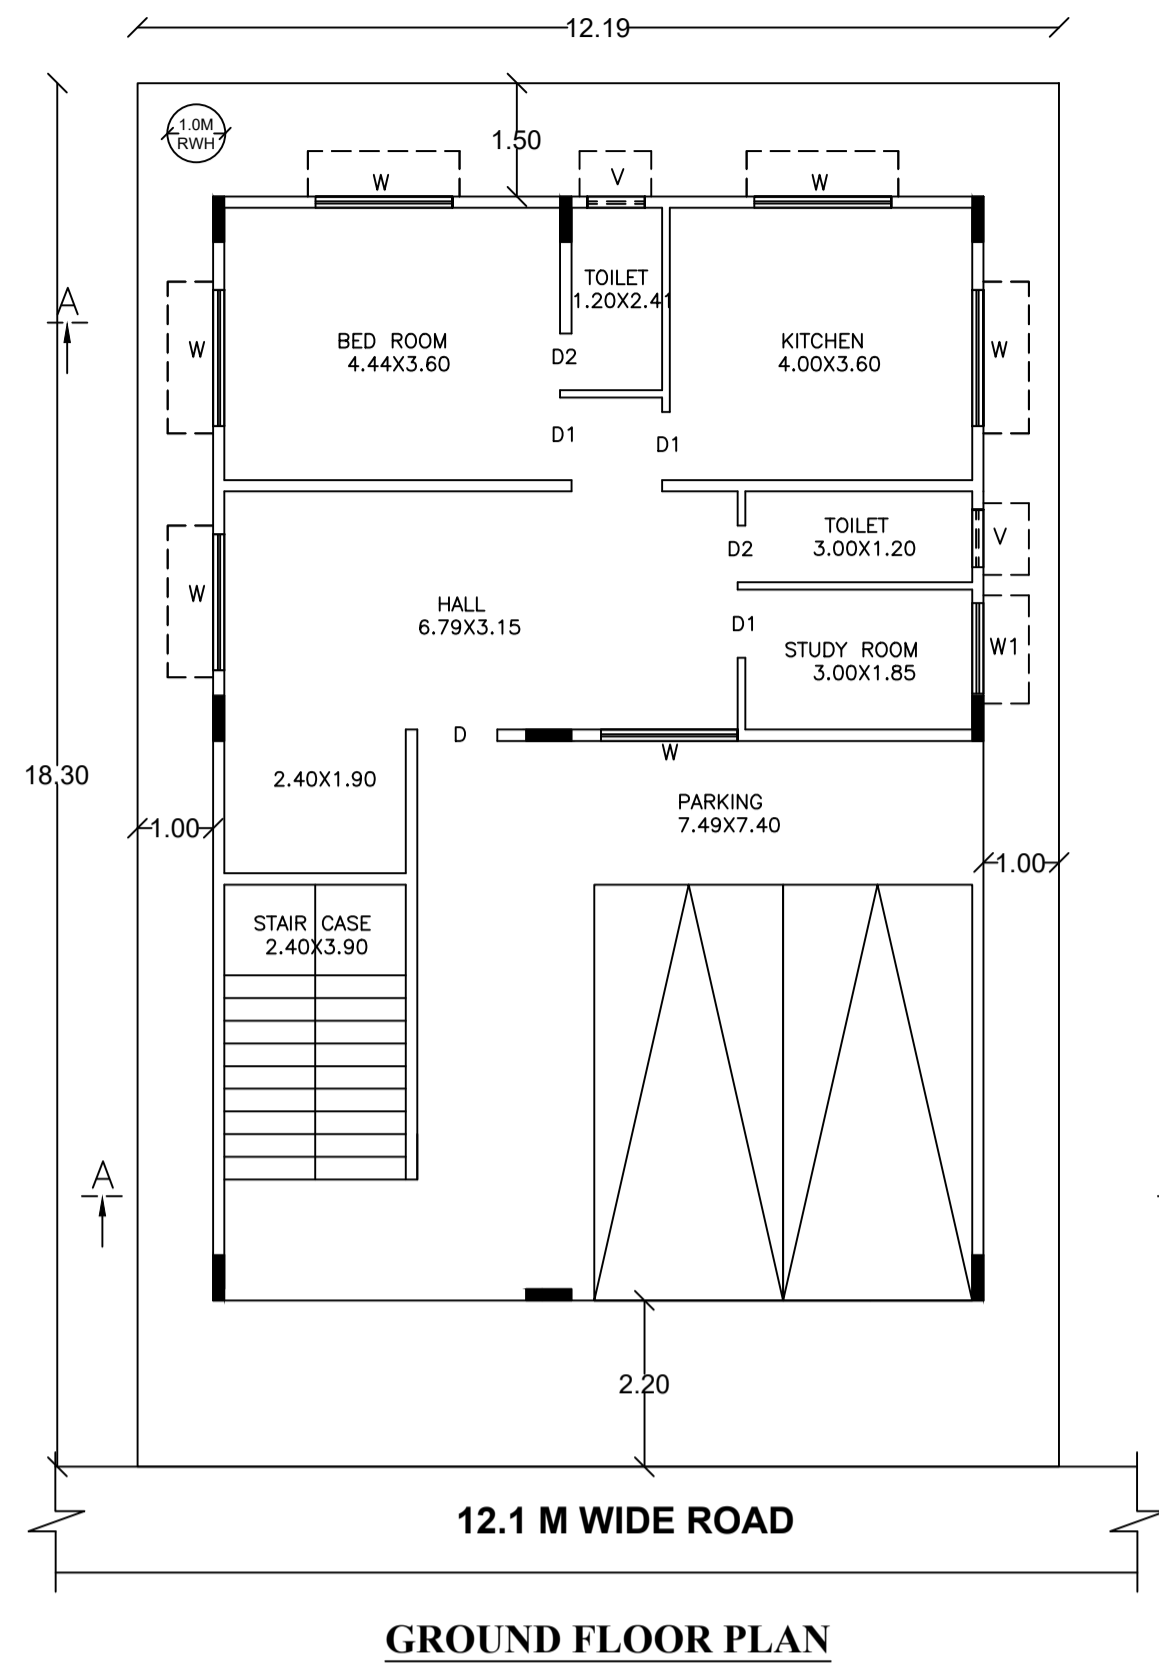 12.19
1.0M
RWH
1.50
W
V
W
A
TOILET
1.20X2.41
BED ROOM
4.44X3.60
KITCHEN
4.00X3.60
W
W
D2
D1
D1
TOILET
3.00X1.20
V
D2
W
HALL
6.79X3.15
D1
STUDY ROOM
3.00X1.85
W1
D
W
18.30
2.40X1.90
PARKING
7.49X7.40
1.00
1.00
STAIR CASE
2.40X3.90
A
2.20
12.1 M WIDE ROAD
GROUND FLOOR PLAN